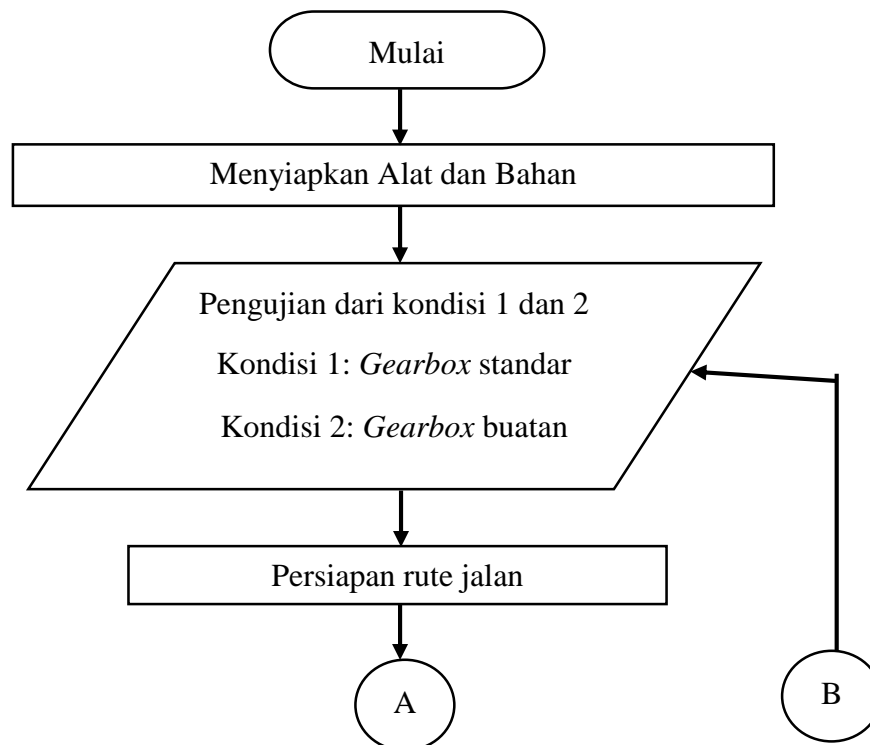 Mulai
Menyiapkan Alat dan Bahan
Pengujian dari kondisi 1 dan 2
Kondisi 1: Gearbox standar
Kondisi 2: Gearbox buatan
Persiapan rute jalan
A
B